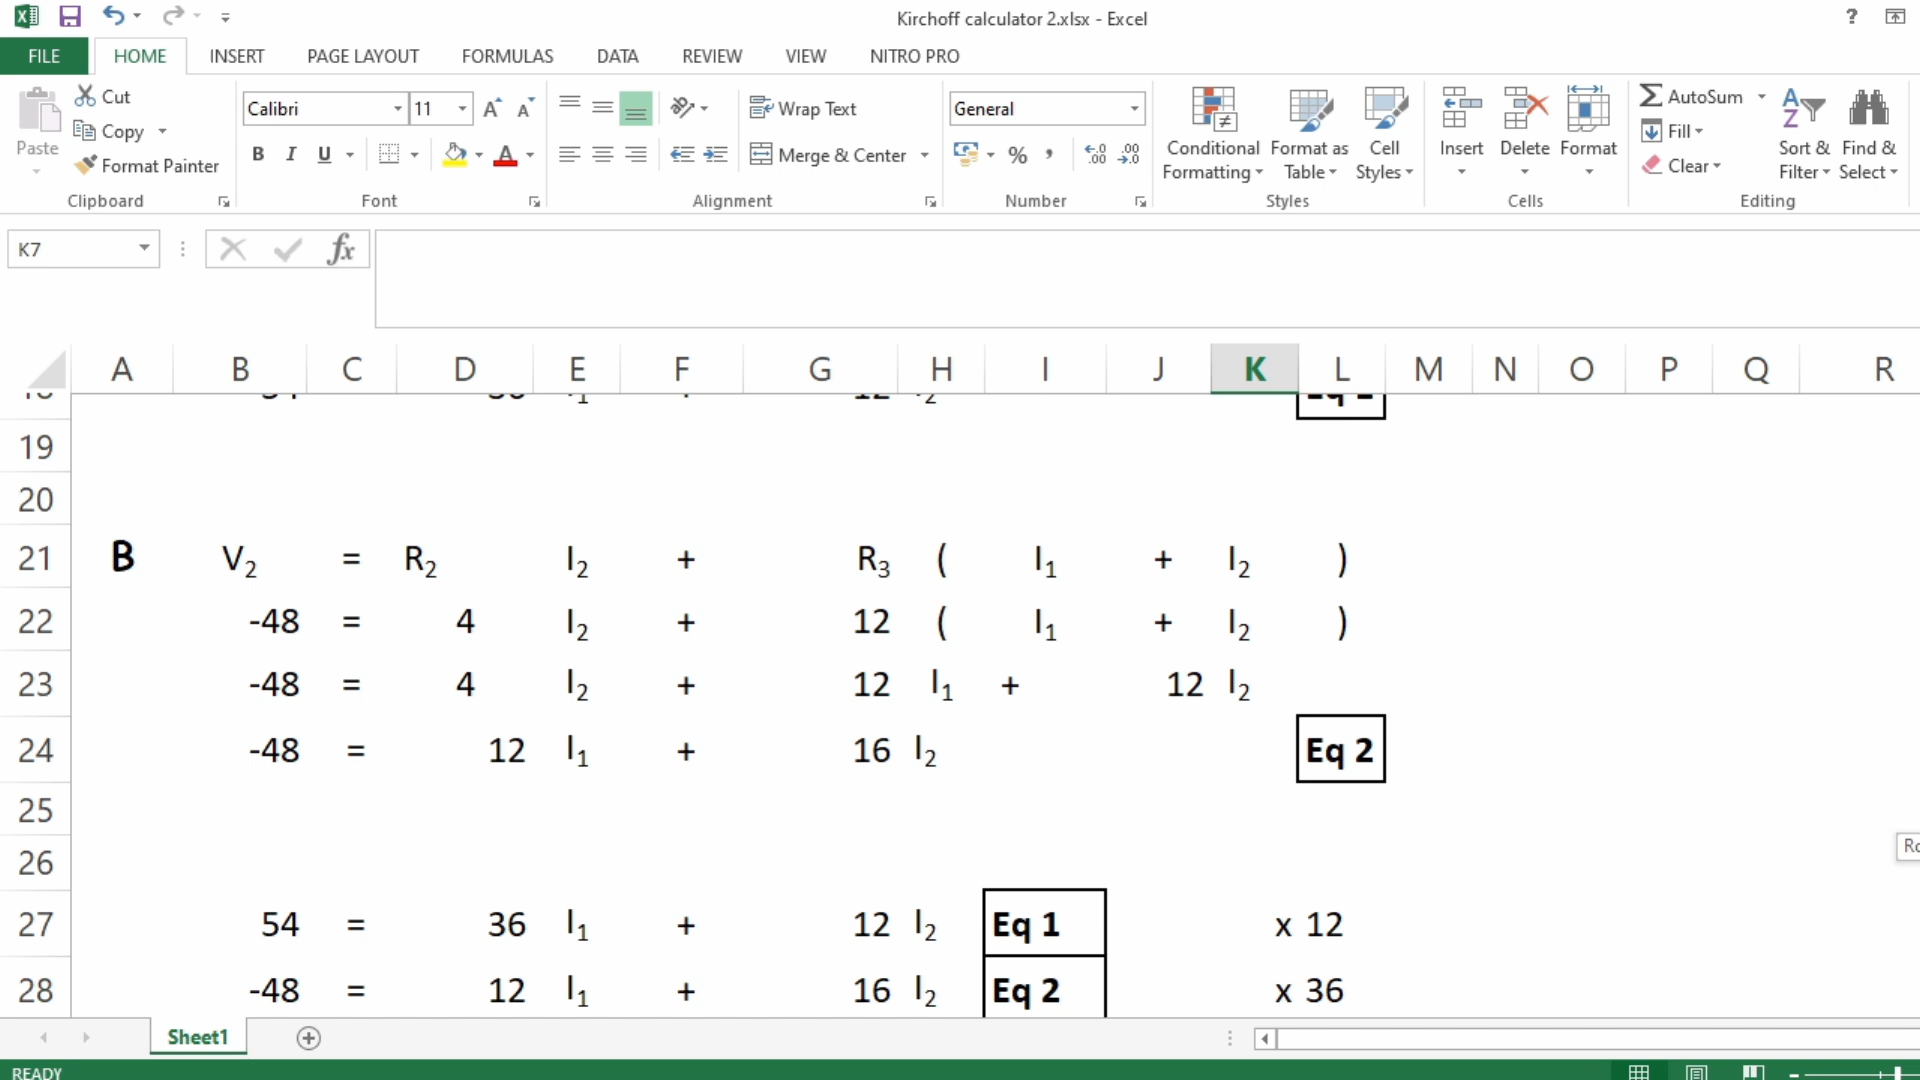 Kirchoff calculator 2.xlsx - Excel
?
FILE HOME INSERT PAGE LAYOUT FORMULAS DATA REVIEW VIEW NITRO PRO
Paste
Cut
Copy
Format Painter
Clipboard
Calibri 11
B I U
Font
Wrap Text
Merge & Center
Alignment
General
% ,
Number
Conditional Formatting
Format as Table
Cell Styles
Styles
Insert Delete Format
Cells
AutoSum
Fill
Clear
Sort & Filter
Find & Select
Editing
K7 fx
A B C D E F G H I J K L M N O P Q R
19
20
21 B V₂ = R₂ I₂ + R₃ ( I₁ + I₂ )
22 -48 = 4 I₂ + 12 ( I₁ + I₂ )
23 -48 = 4 I₂ + 12 I₁ + 12 I₂
24 -48 = 12 I₁ + 16 I₂ Eq 2
25
26
27 54 = 36 I₁ + 12 I₂ Eq 1 x 12
28 -48 = 12 I₁ + 16 I₂ Eq 2 x 36
Sheet1
READY